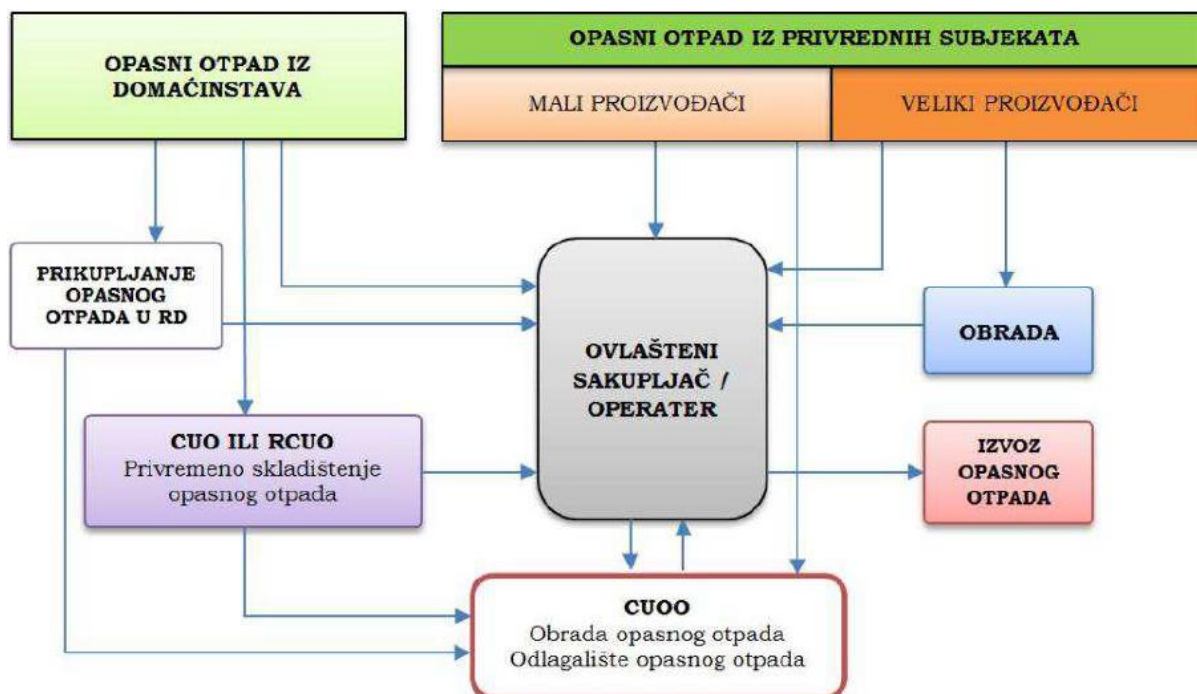 OPASNI OTPAD IZ
DOMAĆINSTAVA
OPASNI OTPAD IZ PRIVREDNIH SUBJEKATA
MALI PROIZVOĐAČI
VELIKI PROIZVOĐAČI
PRIKUPLJANJE
OPASNOG
OTPADA U RD
OVLAŠTENI
SAKUPLJAČ /
OPERATER
OBRADA
CUO ILI RCUO
Privremeno skladištenje
opasnog otpada
IZVOZ
OPASNOG
OTPADA
CUOO
Obrada opasnog otpada
Odlagalište opasnog otpada